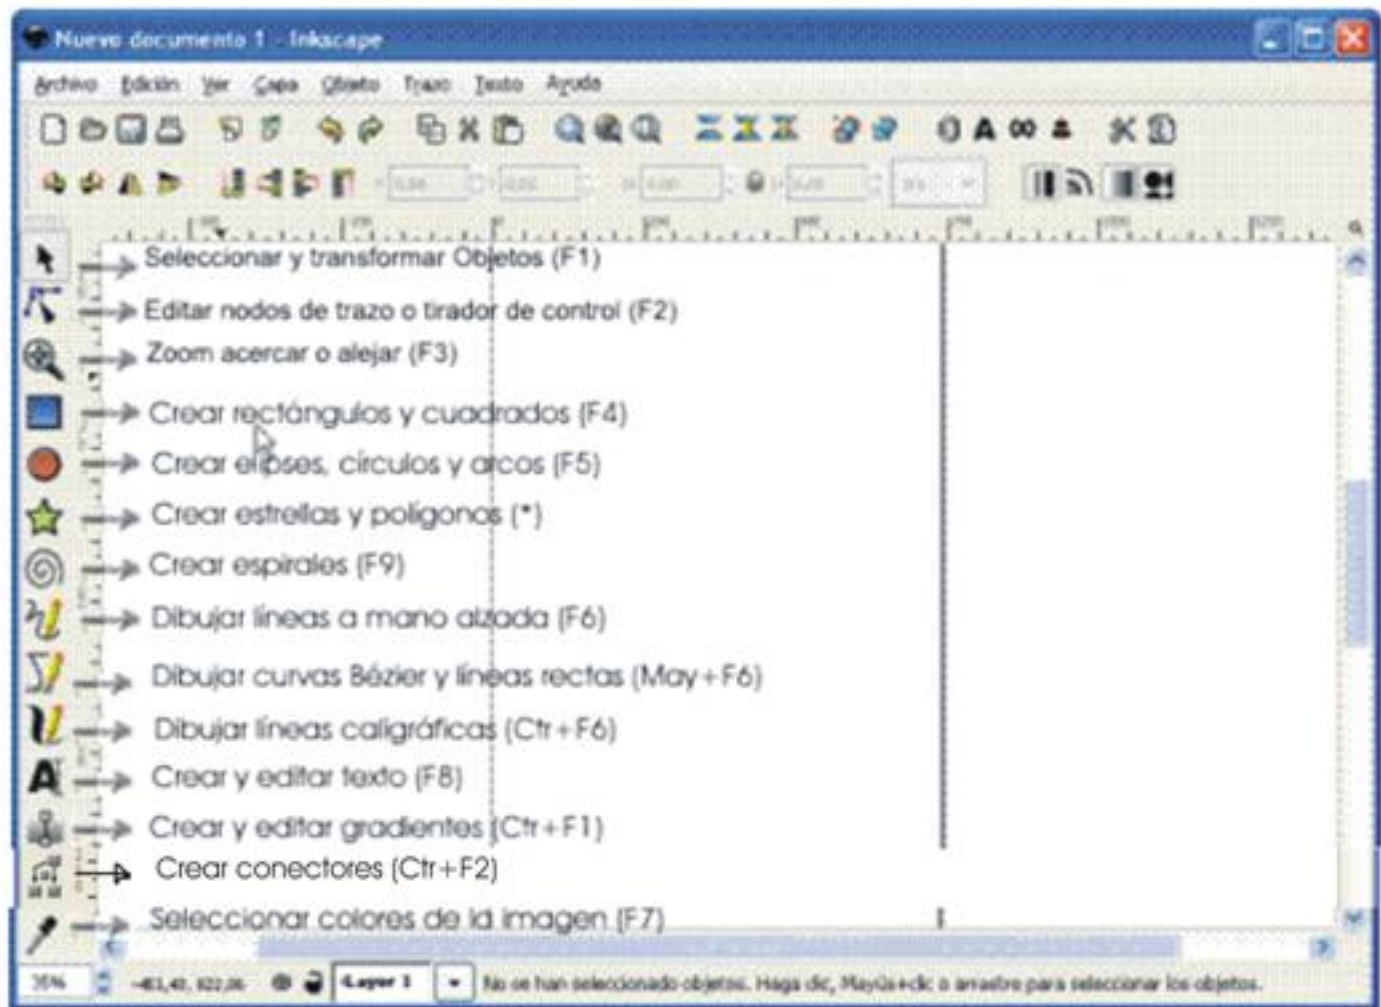 Nuevo documento 1 - Inkscape
Archivo Edición Ver Capa Objeto Trazo Texto Ayuda
Seleccionar y transformar Objetos (F1)
Editar nodos de trazo o tirador de control (F2)
Zoom acercar o alejar (F3)
Crear rectángulos y cuadrados (F4)
Crear elipses, círculos y arcos (F5)
Crear estrellas y polígonos (*)
Crear espirales (F9)
Dibujar líneas a mano alzada (F6)
Dibujar curvas Bézier y líneas rectas (May+F6)
Dibujar líneas caligráficas (Ctr+F6)
Crear y editar texto (F8)
Crear y editar gradientes (Ctr+F1)
Crear conectores (Ctr+F2)
Seleccionar colores de la imagen (F7)
35% Layer 1 No se han seleccionado objetos. Haga clic, Mayús+clic o arrastre para seleccionar los objetos.